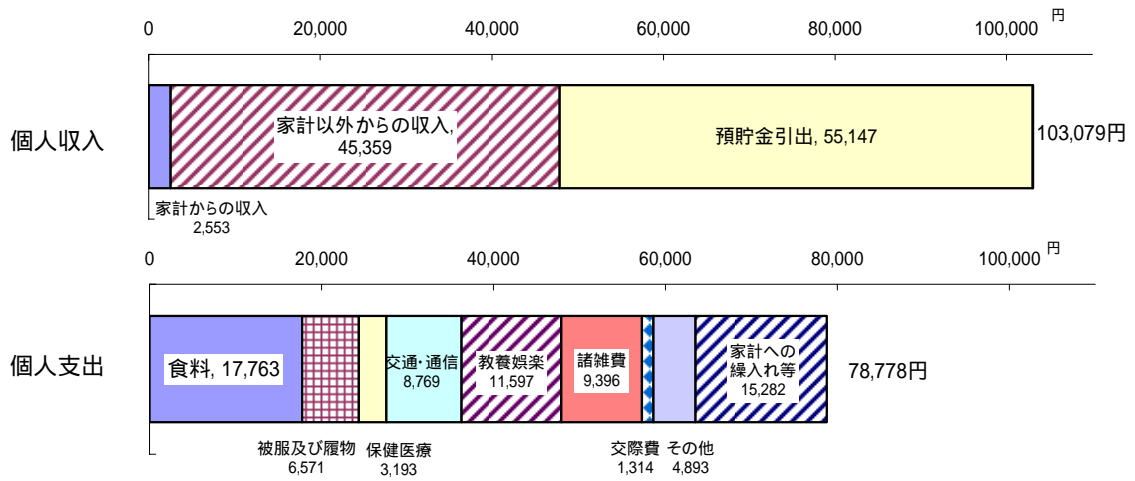 0 20,000 40,000 60,000 80,000 100,000 円
個人収入
家計以外からの収入,
45,359
預貯金引出, 55,147
103,079円
家計からの収入
2,553
0 20,000 40,000 60,000 80,000 100,000 円
個人支出
食料, 17,763
交通・通信
8,769
教養娯楽
11,597
諸雑費
9,396
家計への
繰入れ等
15,282
78,778円
被服及び履物
6,571
保健医療
3,193
交際費
1,314
その他
4,893